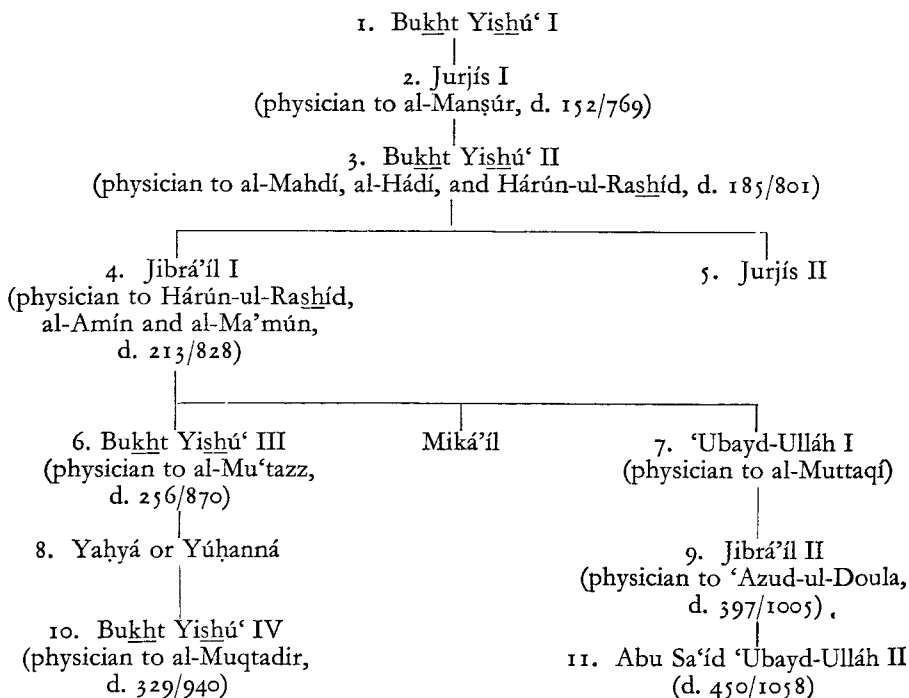 1. Bukht Yishú‘ I
2. Jurjís I
(physician to al-Manṣúr, d. 152/769)
3. Bukht Yishú‘ II
(physician to al-Mahdí, al-Hádí, and Hárún-ul-Rashíd, d. 185/801)
4. Jibrá’íl I
(physician to Hárún-ul-Rashíd,
al-Amín and al-Ma’mún,
d. 213/828)
5. Jurjís II
6. Bukht Yishú‘ III
(physician to al-Mu‘tazz,
d. 256/870)
Miká’íl
7. ‘Ubayd-Ulláh I
(physician to al-Muttaqí)
8. Yaḥyá or Yúḥanná
9. Jibrá’íl II
(physician to ‘Azud-ul-Doula,
d. 397/1005)
10. Bukht Yishú‘ IV
(physician to al-Muqtadir,
d. 329/940)
11. Abu Sa‘íd ‘Ubayd-Ulláh II
(d. 450/1058)